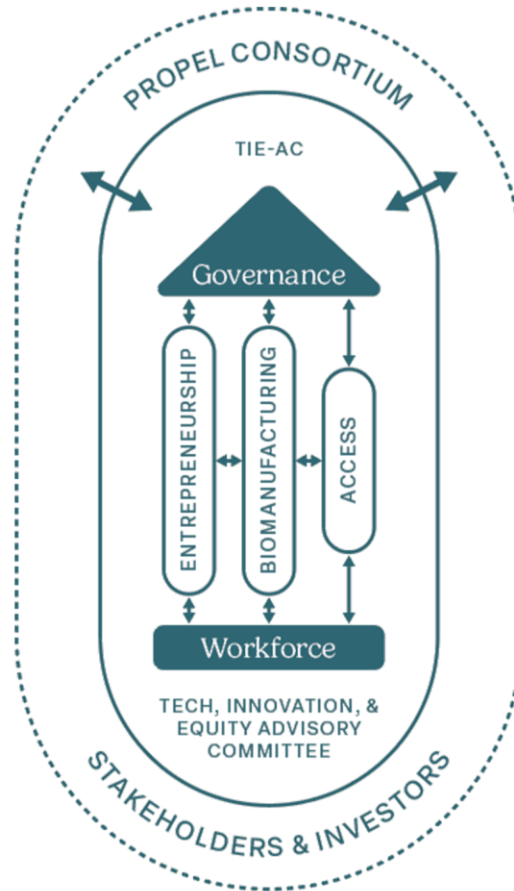 PROPEL CONSORTIUM
TIE-AC
Governance
ENTREPRENEURSHIP
BIOMANUFACTURING
ACCESS
Workforce
TECH, INNOVATION, &
EQUITY ADVISORY
COMMITTEE
STAKEHOLDERS & INVESTORS